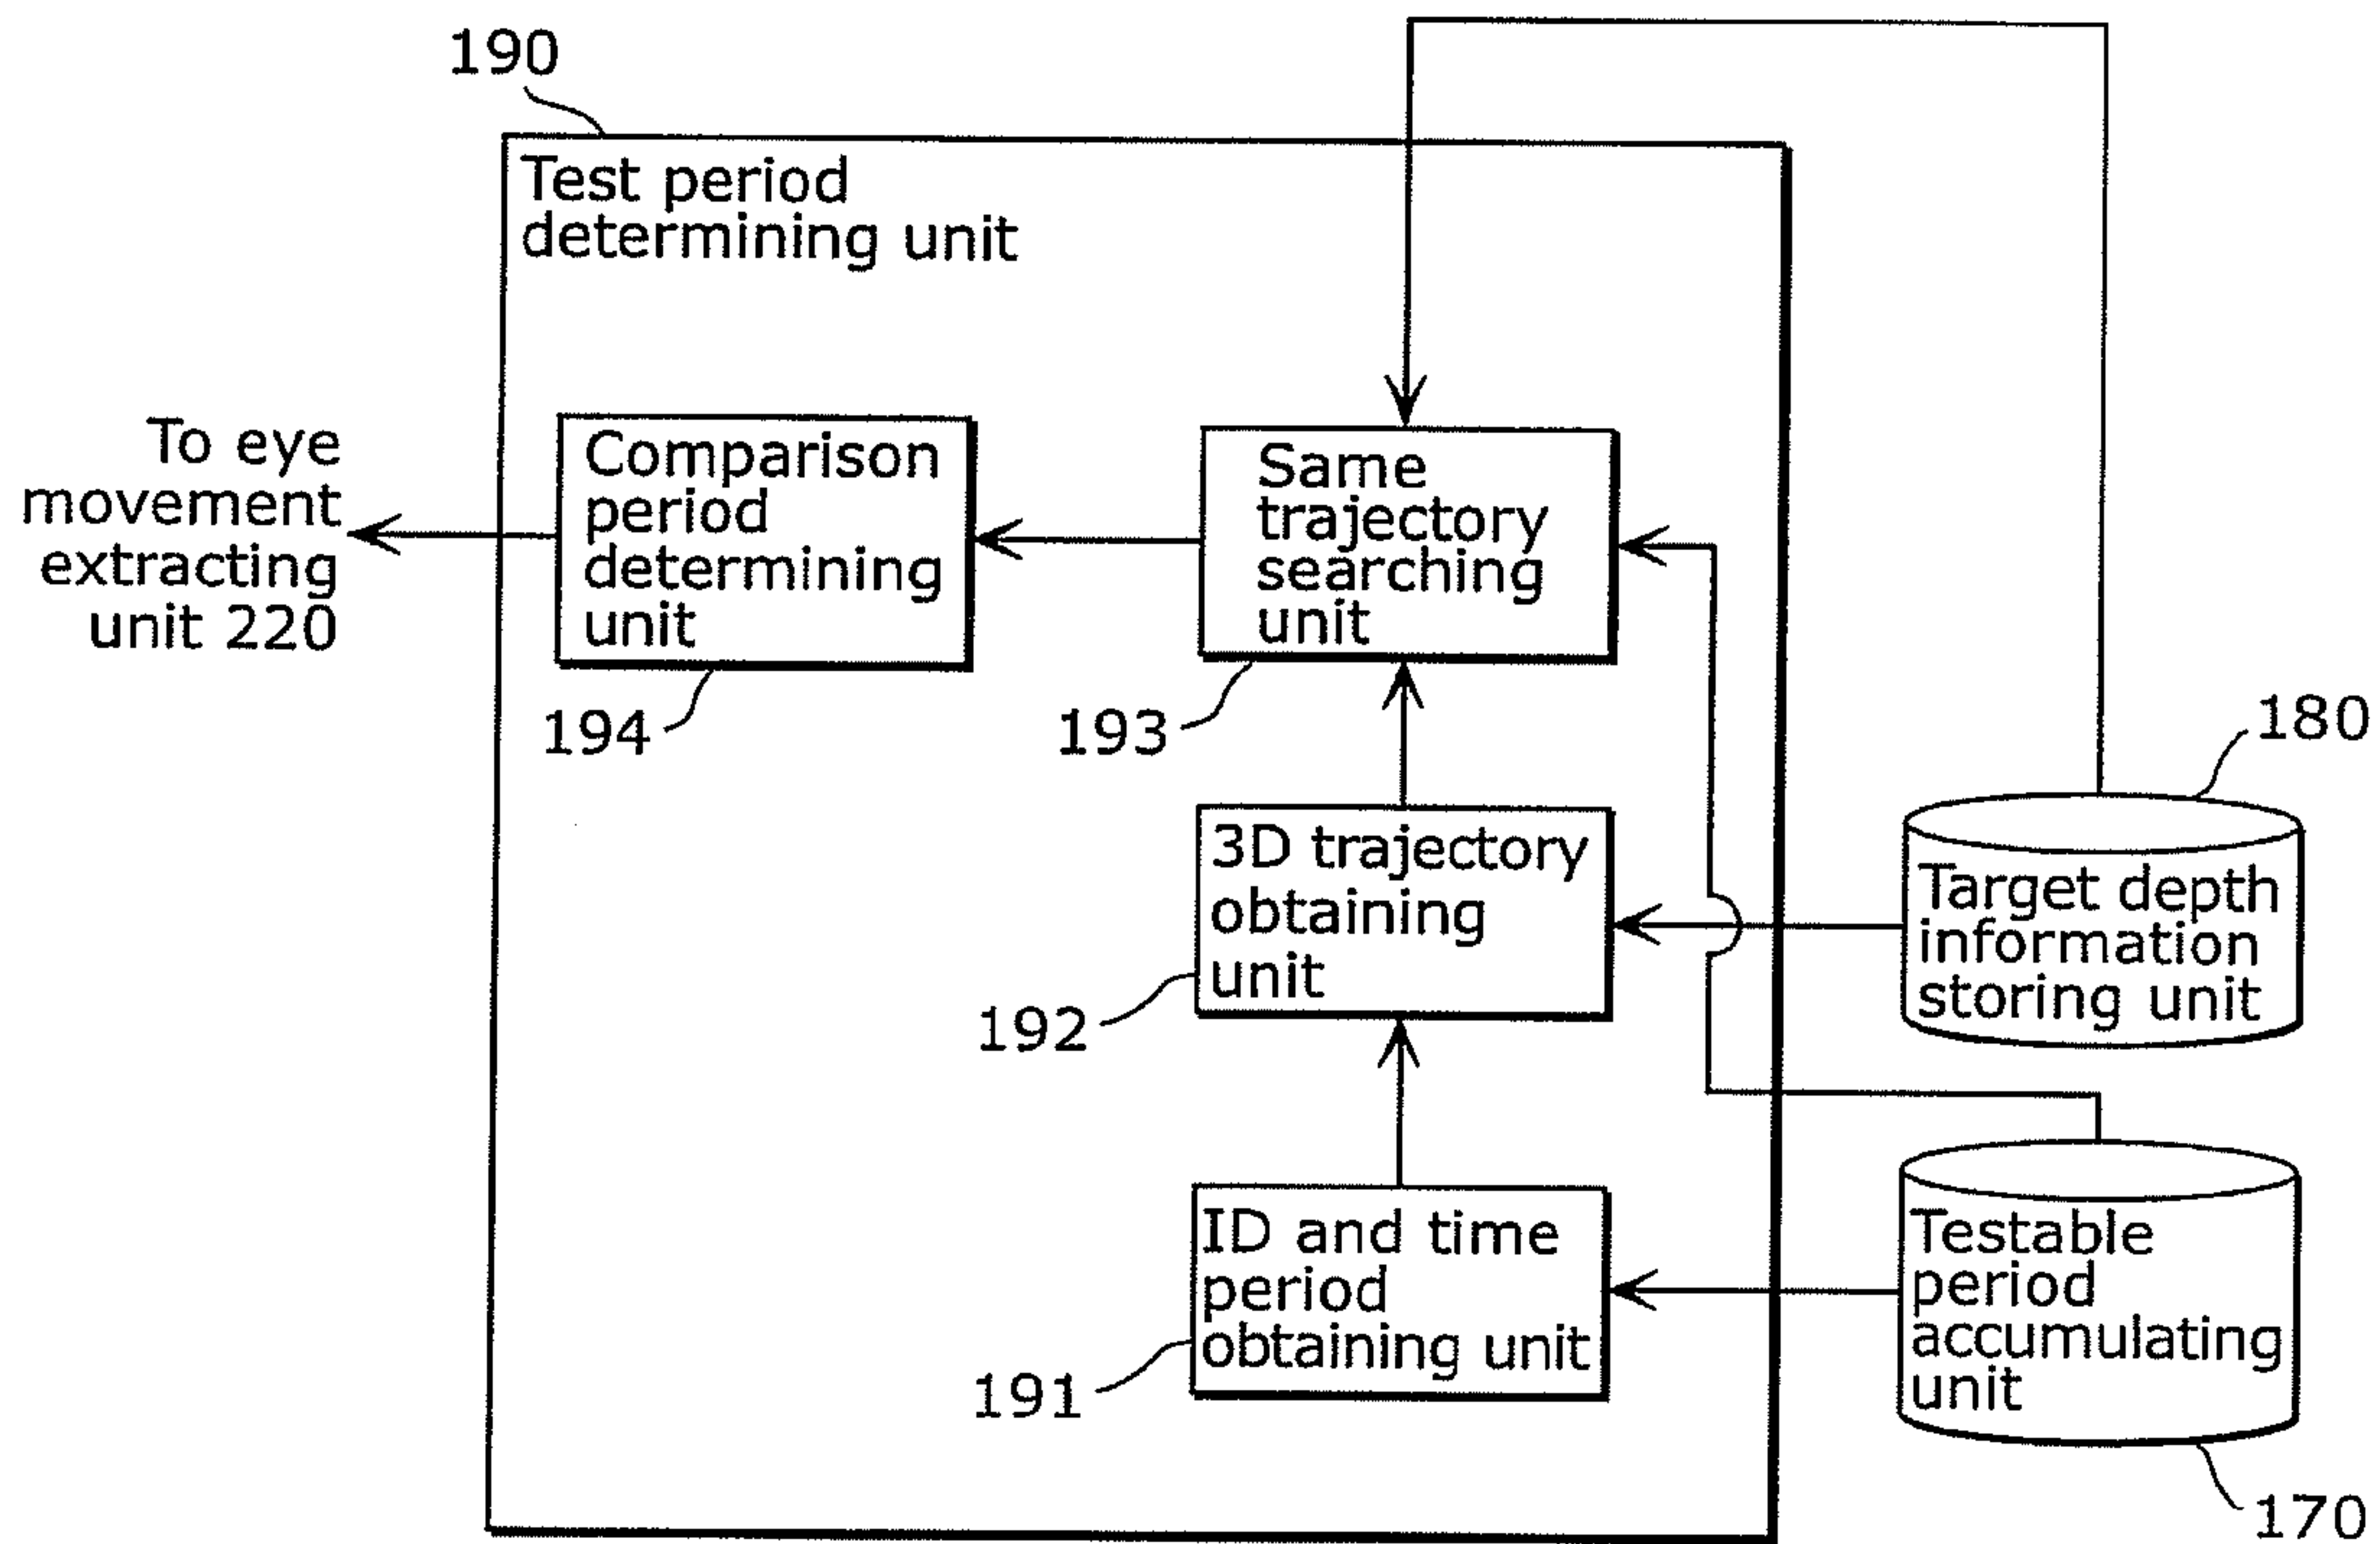 190
Test period
determining unit
To eye
movement
extracting
unit 220
Comparison
period
determining
unit
194
Same
trajectory
searching
unit
193
180
3D trajectory
obtaining
unit
192
Target depth
information
storing unit
ID and time
period
obtaining unit
191
Testable
period
accumulating
unit
170